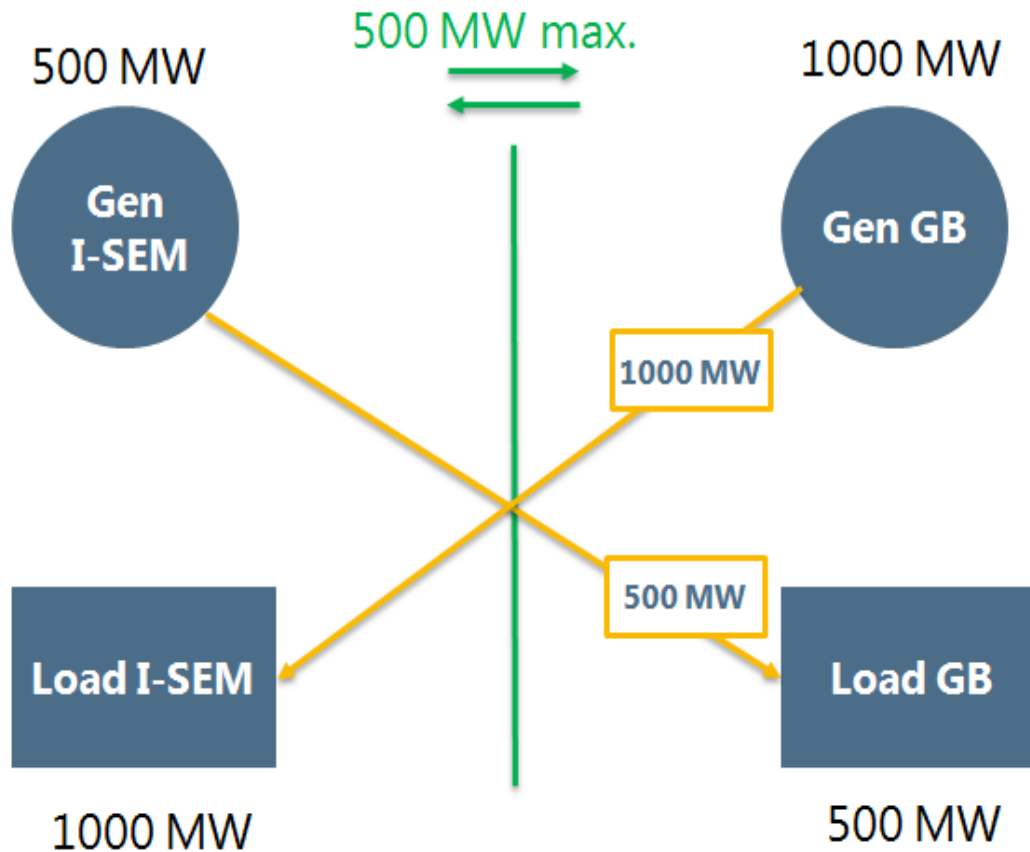 500 MW max.
500 MW
1000 MW
Gen
I-SEM
Gen GB
1000 MW
500 MW
Load I-SEM
Load GB
1000 MW
500 MW